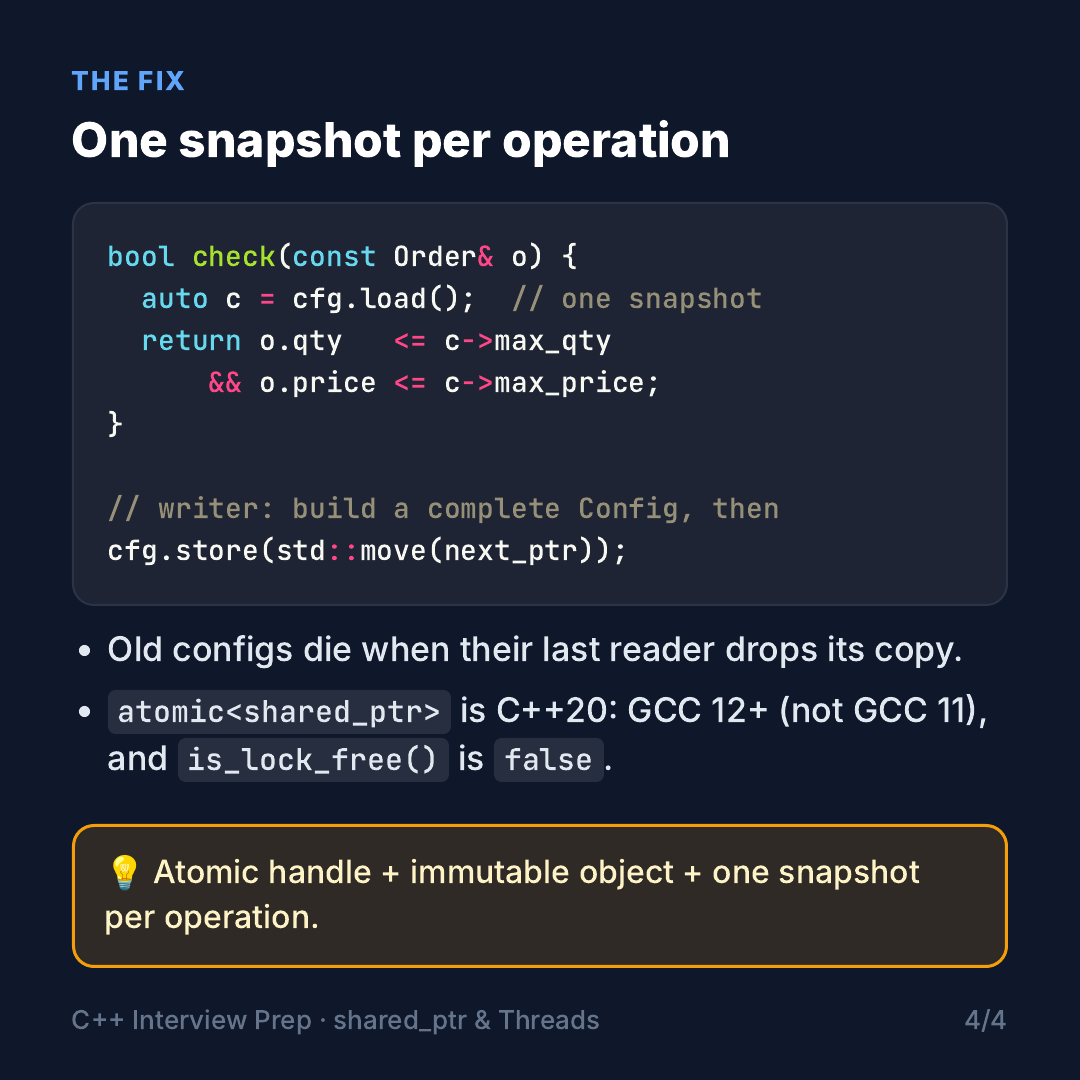 THE FIX
One snapshot per operation
bool check(const Order& o) {
  auto c = cfg.load();  // one snapshot
  return o.qty   <= c->max_qty
      && o.price <= c->max_price;
}
// writer: build a complete Config, then
cfg.store(std::move(next_ptr));
• Old configs die when their last reader drops its copy.
• atomic<shared_ptr> is C++20: GCC 12+ (not GCC 11),
and is_lock_free() is false.
💡 Atomic handle + immutable object + one snapshot
per operation.
C++ Interview Prep · shared_ptr & Threads
4/4